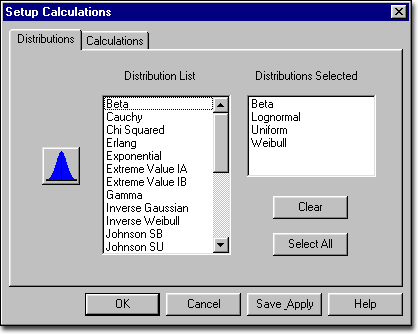 Setup Calculations
Distributions
Calculations
Distribution List
Distributions Selected
Beta
Cauchy
Chi Squared
Erlang
Exponential
Extreme Value IA
Extreme Value IB
Gamma
Inverse Gaussian
Inverse Weibull
Johnson SB
Johnson SU
Beta
Lognormal
Uniform
Weibull
Clear
Select All
OK
Cancel
Save_Apply
Help